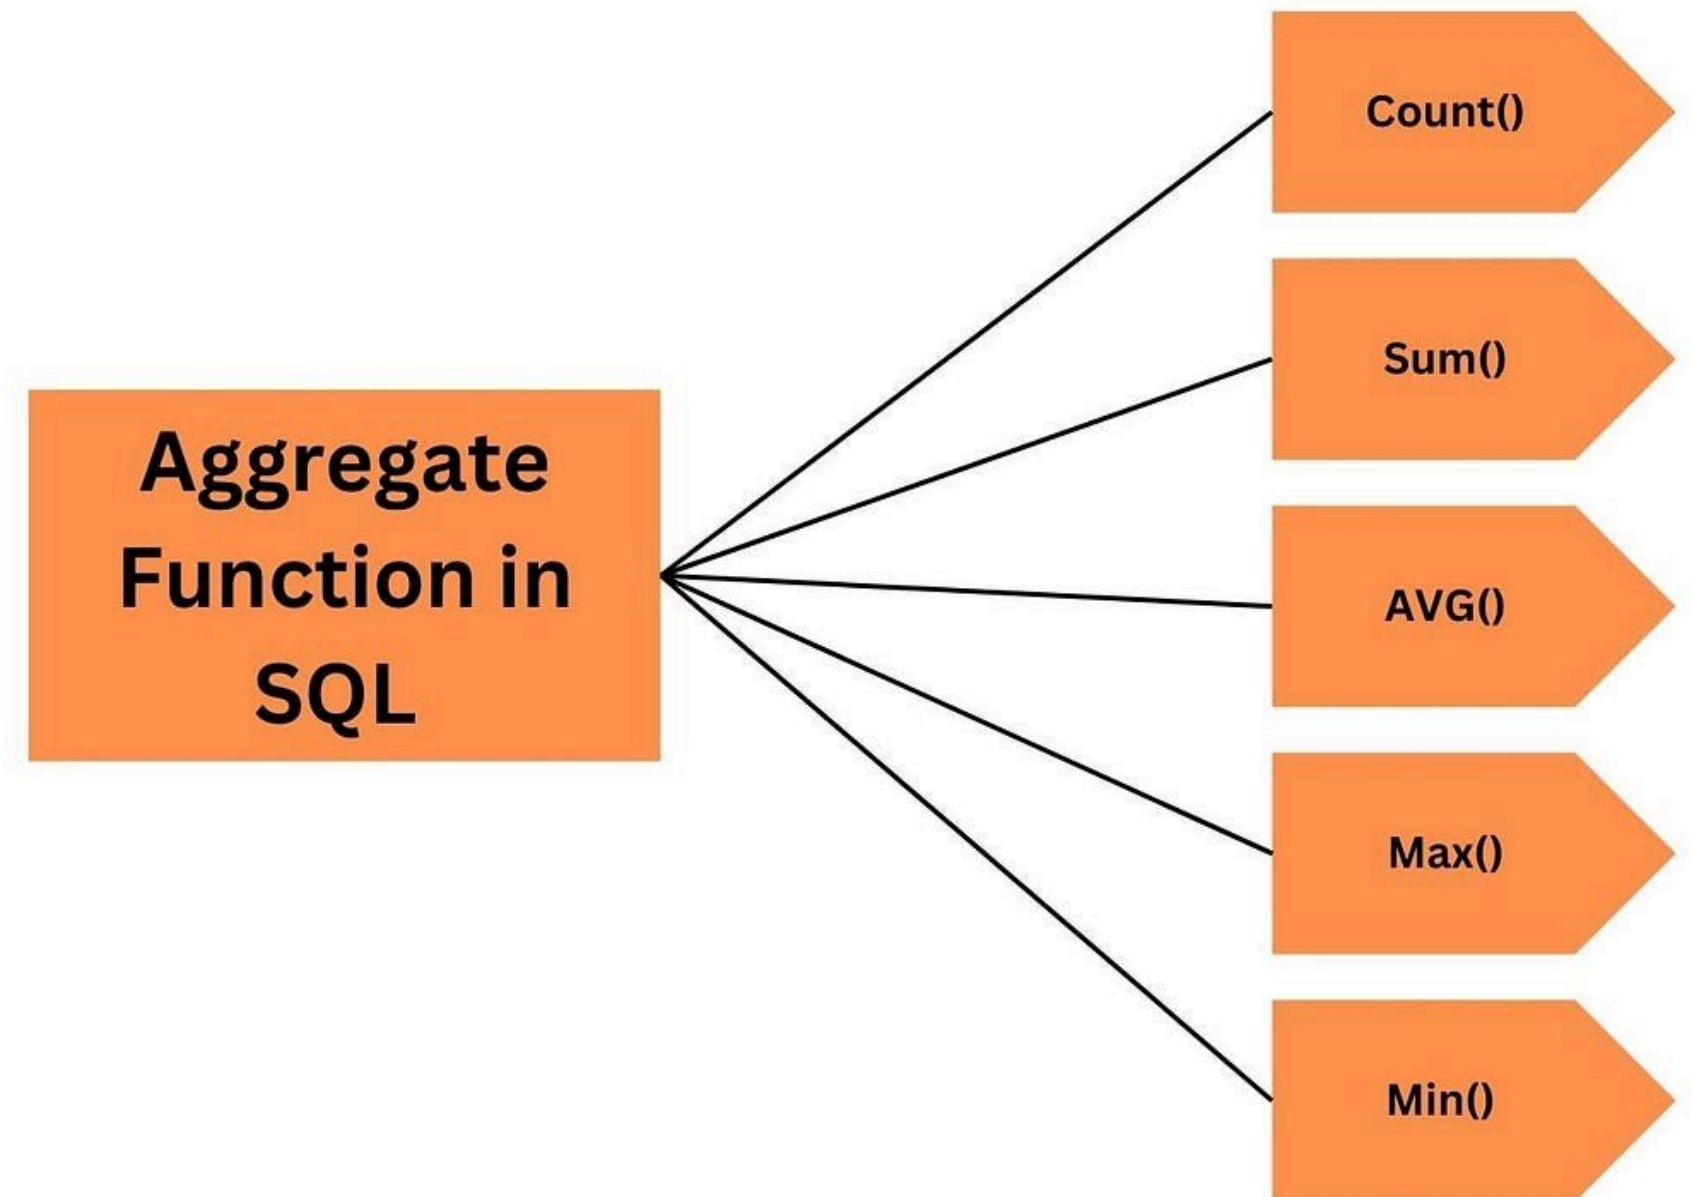 Aggregate
Function in
SQL
Count()
Sum()
AVG()
Max()
Min()